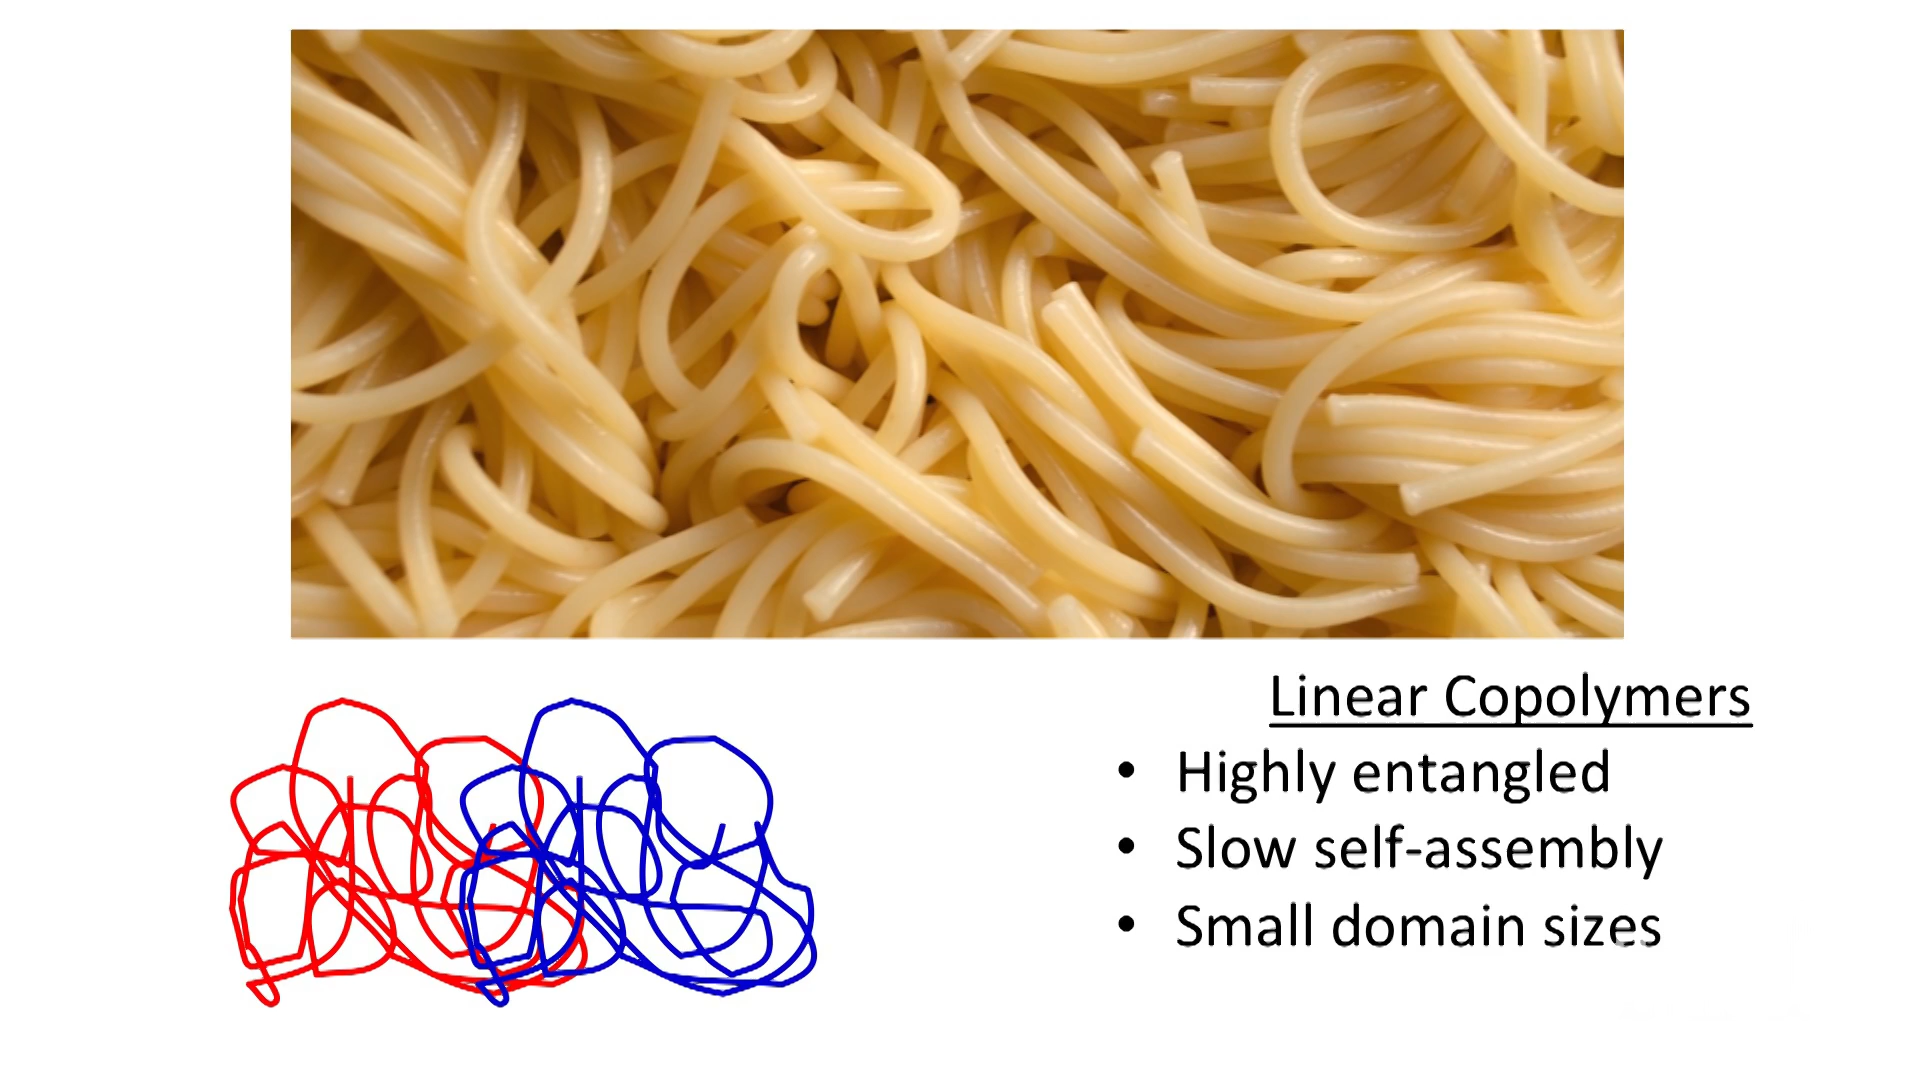 Linear Copolymers
• Highly entangled
• Slow self-assembly
• Small domain sizes